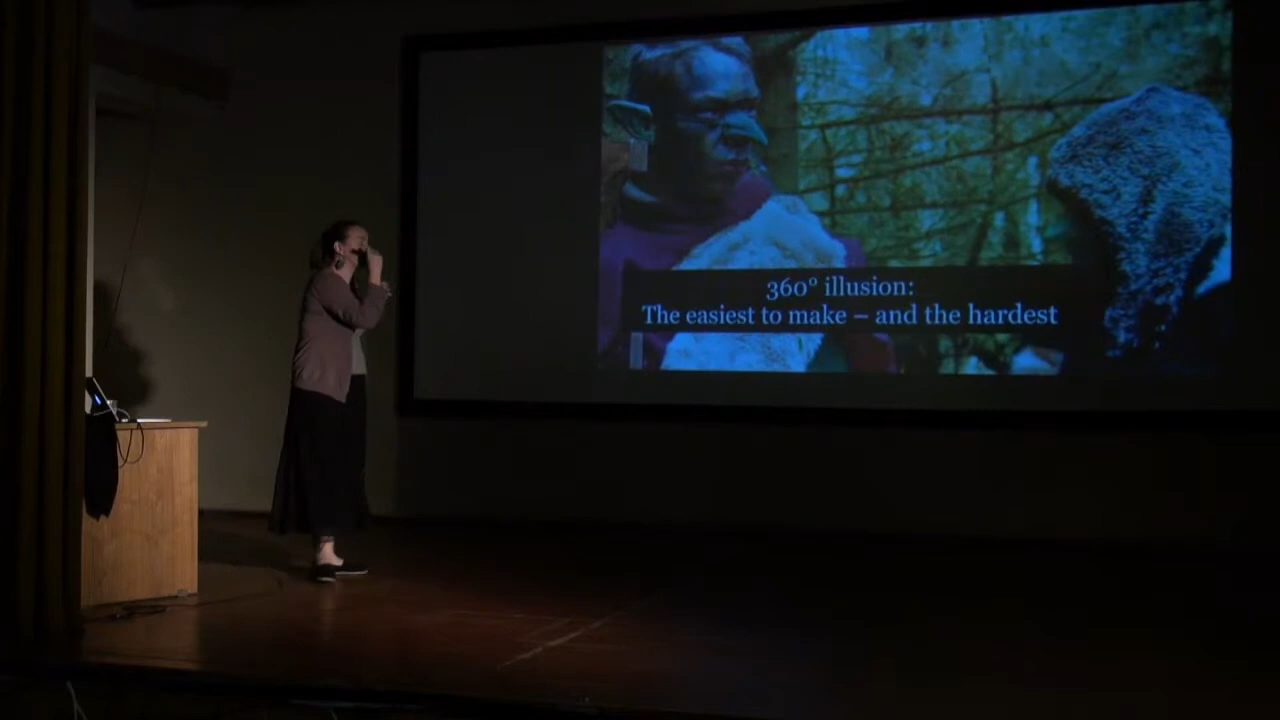 360° illusion:
The easiest to make – and the hardest